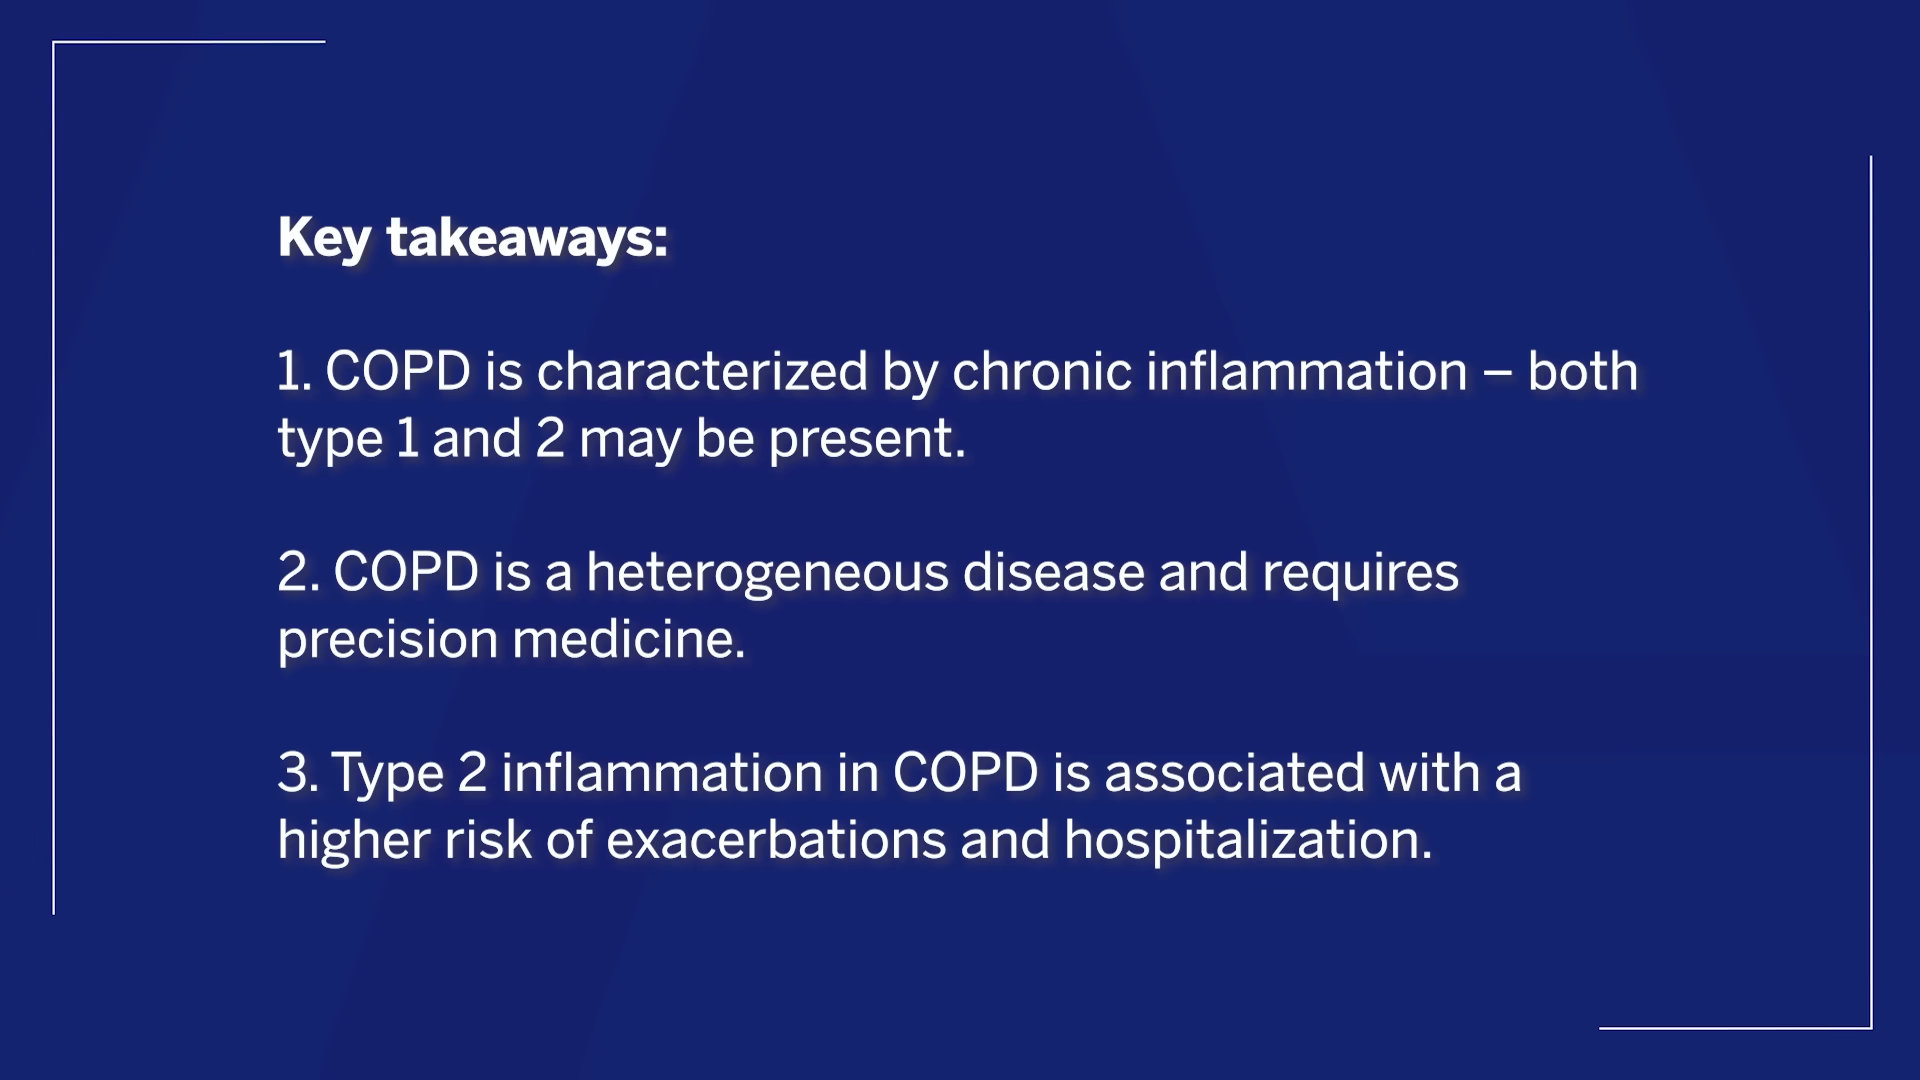 Key takeaways:
1. COPD is characterized by chronic inflammation – both
type 1 and 2 may be present.
2. COPD is a heterogeneous disease and requires
precision medicine.
3. Type 2 inflammation in COPD is associated with a
higher risk of exacerbations and hospitalization.